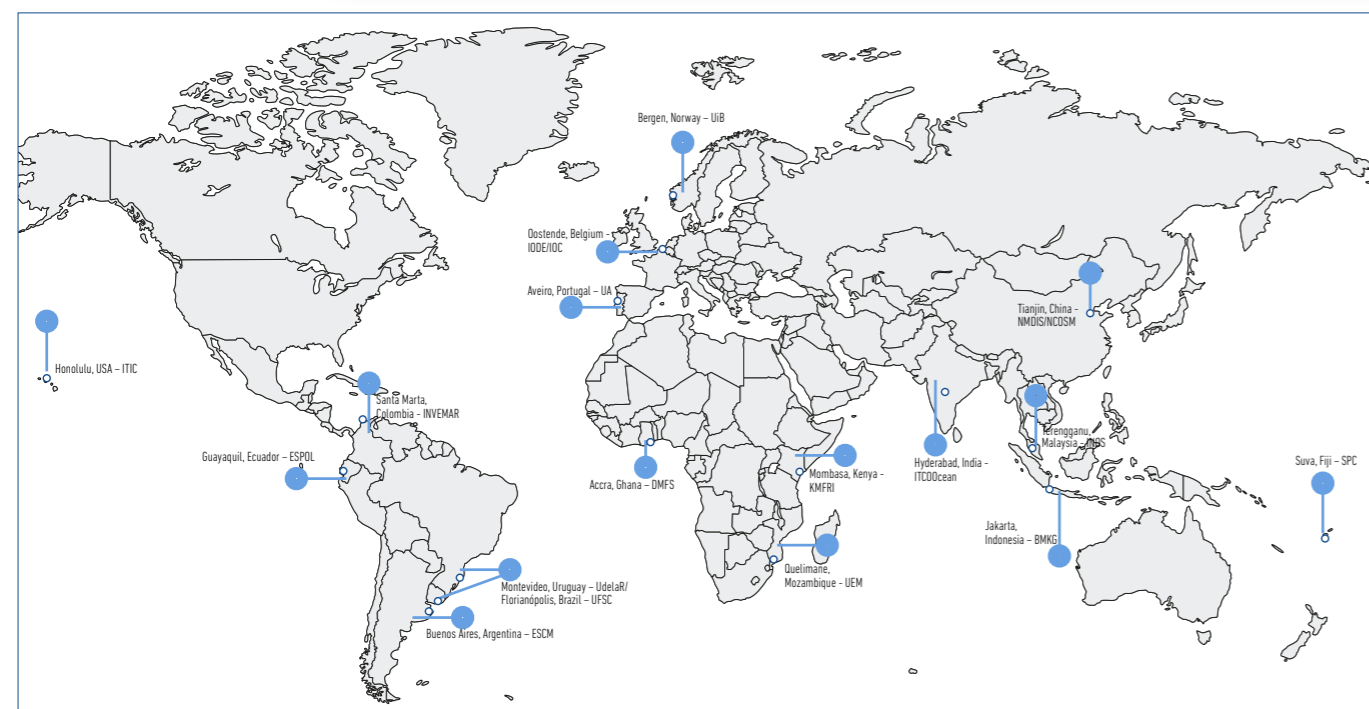 Bergen, Norway – UiB
Oostende, Belgium -
IODE/IOC
Aveiro, Portugal – UA
Tianjin, China -
NMDIS/NCOSM
Honolulu, USA – ITIC
Santa Marta,
Colombia - INVEMAR
Guayaquil, Ecuador – ESPOL
Accra, Ghana – DMFS
Mombasa, Kenya -
KMFRI
Hyderabad, India -
ITCOOcean
Terengganu,
Malaysia - INOS
Suva, Fiji – SPC
Jakarta,
Indonesia – BMKG
Quelimane,
Mozambique - UEM
Montevideo, Uruguay – UdelaR/
Florianópolis, Brazil – UFSC
Buenos Aires, Argentina – ESCM